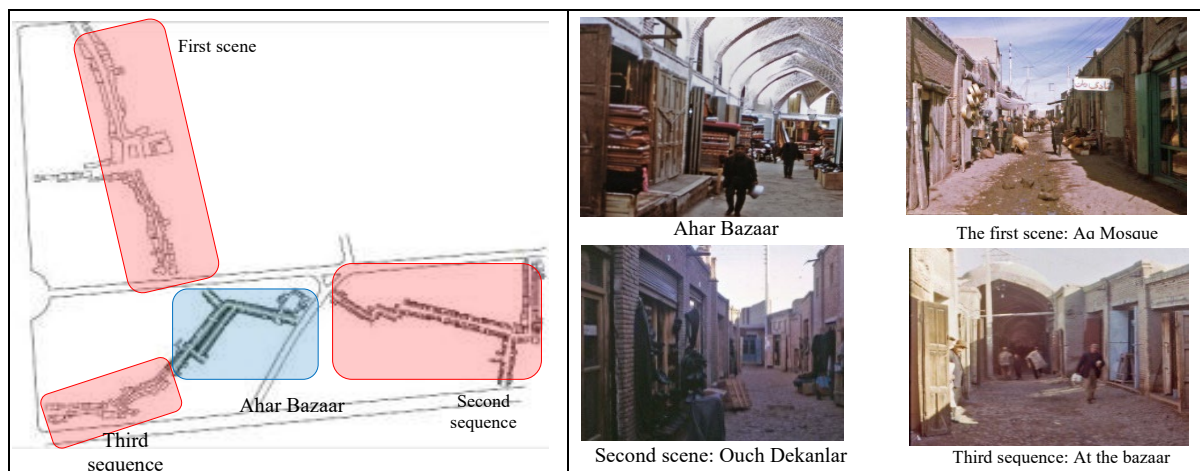 First scene
Ahar Bazaar
Second
sequence
Third
sequence
Ahar Bazaar
The first scene: Aq Mosque
Second scene: Ouch Dekanlar
Third sequence: At the bazaar